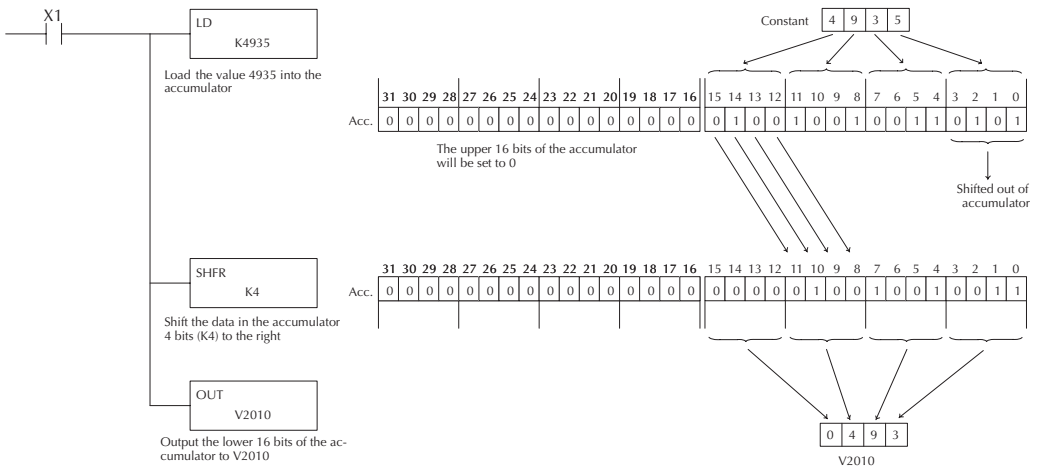 X1
LD
K4935
Load the value 4935 into the
accumulator
Constant 4 9 3 5
31 30 29 28 27 26 25 24 23 22 21 20 19 18 17 16 15 14 13 12 11 10 9 8 7 6 5 4 3 2 1 0
Acc. 0 0 0 0 0 0 0 0 0 0 0 0 0 0 0 0 0 1 0 0 1 0 0 1 0 0 1 1 0 1 0 1
The upper 16 bits of the accumulator
will be set to 0
Shifted out of
accumulator
SHFR
K4
Shift the data in the accumulator
4 bits (K4) to the right
31 30 29 28 27 26 25 24 23 22 21 20 19 18 17 16 15 14 13 12 11 10 9 8 7 6 5 4 3 2 1 0
Acc. 0 0 0 0 0 0 0 0 0 0 0 0 0 0 0 0 0 0 0 0 0 1 0 0 1 0 0 1 0 0 1 1
OUT
V2010
Output the lower 16 bits of the ac-
cumulator to V2010
0 4 9 3
V2010